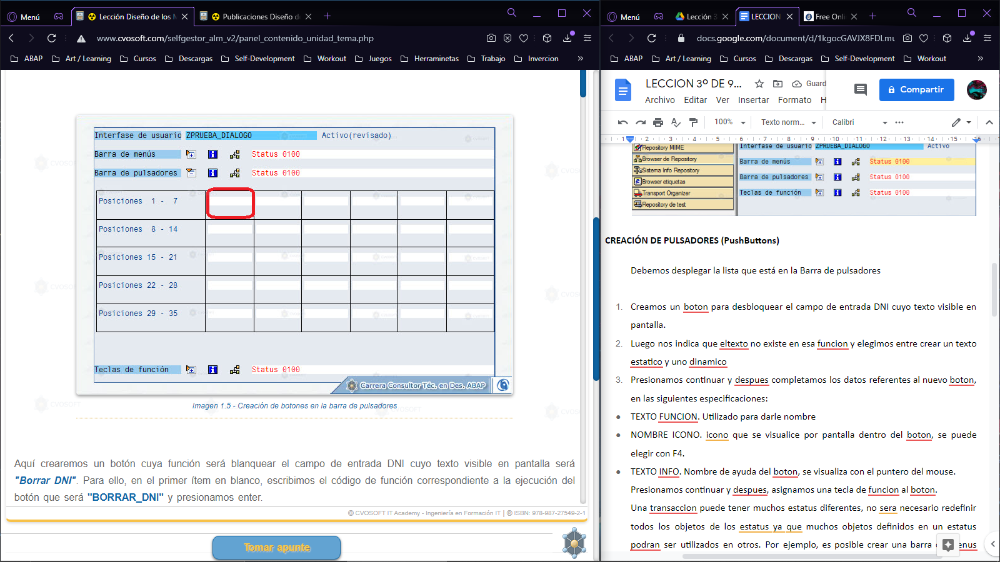 Menú
Lección Diseño de los M
Publicaciones Diseño de
www.cvosoft.com/selfgestor_alm_v2/panel_contenido_unidad_tema.php
ABAP
Art / Learning
Cursos
Descargas
Self-Development
Workout
Juegos
Herraminetas
Trabajo
Invercion
Interfase de usuario ZPRUEBA_DIALOGO Activo(revisado)
Barra de menús Status 0100
Barra de pulsadores Status 0100
Posiciones 1 - 7
Posiciones 8 - 14
Posiciones 15 - 21
Posiciones 22 - 28
Posiciones 29 - 35
Teclas de función Status 0100
Carrera Consultor Téc. en Des. ABAP
Imagen 1.5 - Creación de botones en la barra de pulsadores
Aquí crearemos un botón cuya función será blanquear el campo de entrada DNI cuyo texto visible en pantalla será
"Borrar DNI". Para ello, en el primer ítem en blanco, escribimos el código de función correspondiente a la ejecución del
botón que será "BORRAR_DNI" y presionamos enter.
© CVOSOFT IT Academy - Ingeniería en Formación IT | ® ISBN: 978-987-27549-2-1
Tomar apunte
Menú
Lección 3
LECCION
Free Onli
docs.google.com/document/d/1kgocGAVJX8FDLmu
ABAP
Art / Learning
Cursos
Descargas
Self-Development
Workout
LECCION 3º DE 9...
Guard
Archivo Editar Ver Insertar Formato H
Compartir
100% Texto norm... Calibri
1 1 2 3 4 5 6 7 8 9 10 11 12 13 14 15 16
Repository MIME
Browser de Repository
Sistema Info Repository
Browser etiquetas
Transport Organizer
Repository de test
Interfase de usuario ZPRUEBA_DIALOGO Activo
Barra de menús Status 0100
Barra de pulsadores Status 0100
Teclas de función Status 0100
CREACIÓN DE PULSADORES (PushButtons)
Debemos desplegar la lista que está en la Barra de pulsadores
1. Creamos un boton para desbloquear el campo de entrada DNI cuyo texto visible en
pantalla.
2. Luego nos indica que eltexto no existe en esa funcion y elegimos entre crear un texto
estatico y uno dinamico
3. Presionamos continuar y despues completamos los datos referentes al nuevo boton,
en las siguientes especificaciones:
● TEXTO FUNCION. Utilizado para darle nombre
● NOMBRE ICONO. icono que se visualice por pantalla dentro del boton, se puede
elegir con F4.
● TEXTO INFO. Nombre de ayuda del boton, se visualiza con el puntero del mouse.
Presionamos continuar y despues, asignamos una tecla de funcion al boton.
Una transaccion puede tener muchos estatus diferentes, no sera necesario redefinir
todos los objetos de los estatus ya que muchos objetos definidos en un estatus
podran ser utilizados en otros. Por ejemplo, es posible crear una barra